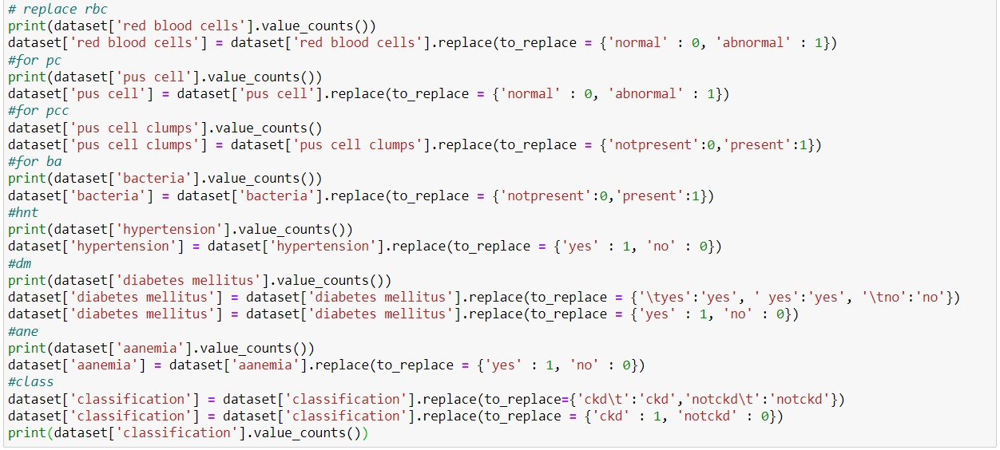 # replace rbc
print(dataset['red blood cells'].value_counts())
dataset['red blood cells'] = dataset['red blood cells'].replace(to_replace = {'normal' : 0, 'abnormal' : 1})
#for pc
print(dataset['pus cell'].value_counts())
dataset['pus cell'] = dataset['pus cell'].replace(to_replace = {'normal' : 0, 'abnormal' : 1})
#for pcc
dataset['pus cell clumps'].value_counts()
dataset['pus cell clumps'] = dataset['pus cell clumps'].replace(to_replace = {'notpresent':0,'present':1})
#for ba
print(dataset['bacteria'].value_counts())
dataset['bacteria'] = dataset['bacteria'].replace(to_replace = {'notpresent':0,'present':1})
#hnt
print(dataset['hypertension'].value_counts())
dataset['hypertension'] = dataset['hypertension'].replace(to_replace = {'yes' : 1, 'no' : 0})
#dm
print(dataset['diabetes mellitus'].value_counts())
dataset['diabetes mellitus'] = dataset['diabetes mellitus'].replace(to_replace = {'\tyes':'yes', ' yes':'yes', '\tno':'no'})
dataset['diabetes mellitus'] = dataset['diabetes mellitus'].replace(to_replace = {'yes' : 1, 'no' : 0})
#ane
print(dataset['aanemia'].value_counts())
dataset['aanemia'] = dataset['aanemia'].replace(to_replace = {'yes' : 1, 'no' : 0})
#class
dataset['classification'] = dataset['classification'].replace(to_replace={'ckd\t':'ckd','notckd\t':'notckd'})
dataset['classification'] = dataset['classification'].replace(to_replace = {'ckd' : 1, 'notckd' : 0})
print(dataset['classification'].value_counts())